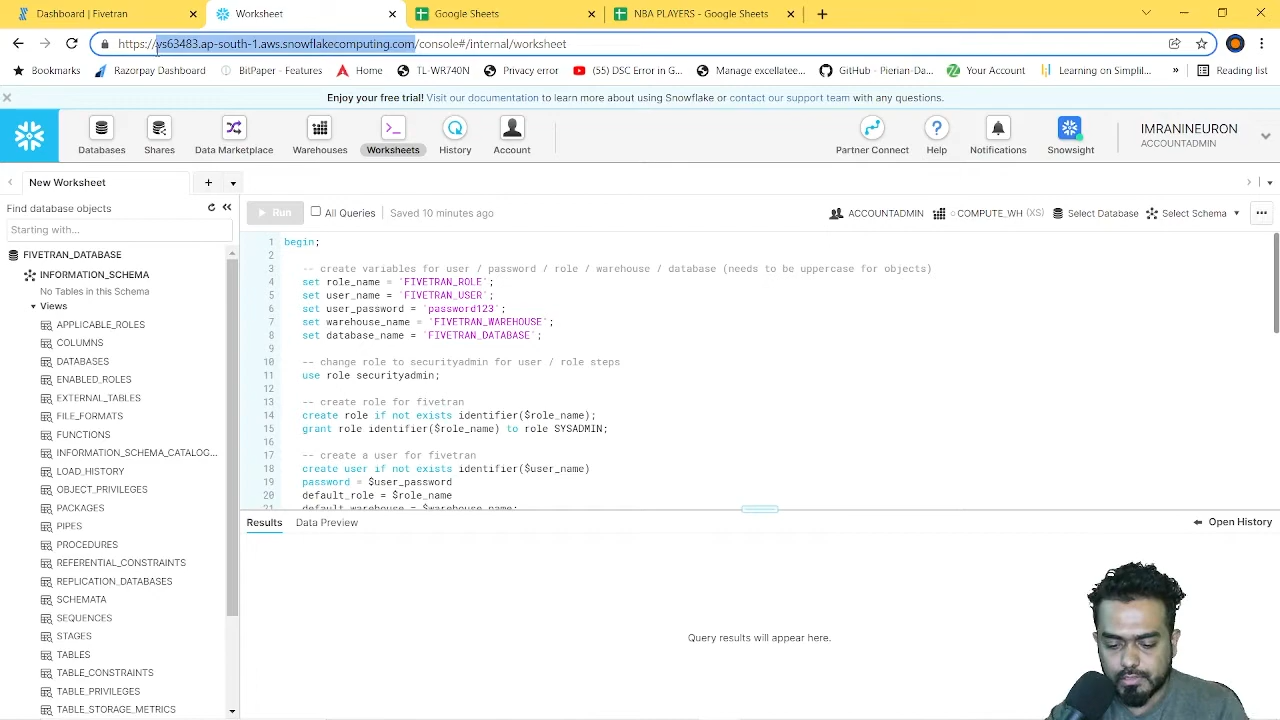 Dashboard | Fivetran
Worksheet
Google Sheets
NBA PLAYERS - Google Sheets
https://ys63483.ap-south-1.aws.snowflakecomputing.com/console#/internal/worksheet
Bookmarks
Razorpay Dashboard
BitPaper - Features
Home
TL-WR740N
Privacy error
(55) DSC Error in G...
Manage excellatee...
GitHub - Pierian-Da...
Your Account
Learning on Simplil...
»
Reading list
Enjoy your free trial! Visit our documentation to learn more about using Snowflake or contact our support team with any questions.
Databases
Shares
Data Marketplace
Warehouses
Worksheets
History
Account
Partner Connect
Help
Notifications
Snowsight
IMRANINEURON
ACCOUNTADMIN
New Worksheet
Find database objects
Starting with...
Run
All Queries
Saved 10 minutes ago
ACCOUNTADMIN
COMPUTE_WH (XS)
Select Database
Select Schema
FIVETRAN_DATABASE
INFORMATION_SCHEMA
No Tables in this Schema
Views
APPLICABLE_ROLES
COLUMNS
DATABASES
ENABLED_ROLES
EXTERNAL_TABLES
FILE_FORMATS
FUNCTIONS
INFORMATION_SCHEMA_CATALOG...
LOAD_HISTORY
OBJECT_PRIVILEGES
PACKAGES
PIPES
PROCEDURES
REFERENTIAL_CONSTRAINTS
REPLICATION_DATABASES
SCHEMATA
SEQUENCES
STAGES
TABLES
TABLE_CONSTRAINTS
TABLE_PRIVILEGES
TABLE_STORAGE_METRICS
1 begin;
2
3 -- create variables for user / password / role / warehouse / database (needs to be uppercase for objects)
4 set role_name = 'FIVETRAN_ROLE';
5 set user_name = 'FIVETRAN_USER';
6 set user_password = 'password123';
7 set warehouse_name = 'FIVETRAN_WAREHOUSE';
8 set database_name = 'FIVETRAN_DATABASE';
9
10 -- change role to securityadmin for user / role steps
11 use role securityadmin;
12
13 -- create role for fivetran
14 create role if not exists identifier($role_name);
15 grant role identifier($role_name) to role SYSADMIN;
16
17 -- create a user for fivetran
18 create user if not exists identifier($user_name)
19 password = $user_password
20 default_role = $role_name
21 default_warehouse = $warehouse_name;
Results
Data Preview
Open History
Query results will appear here.